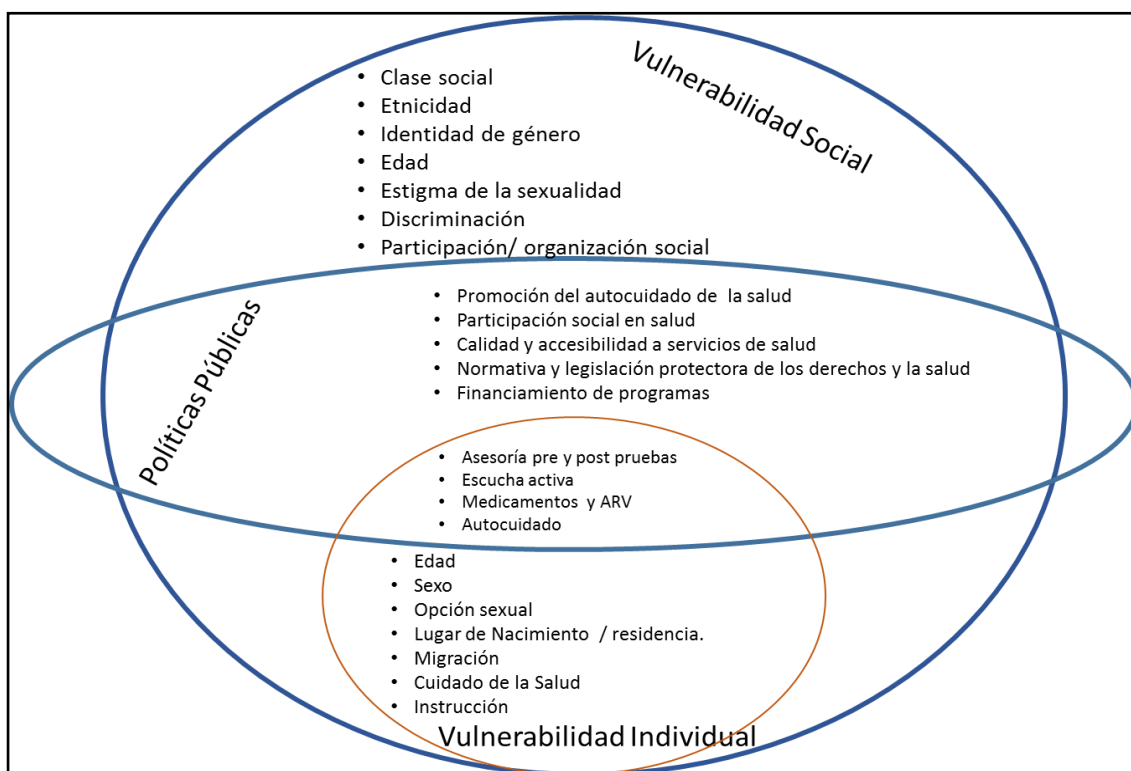 Vulnerabilidad Social
• Clase social
• Etnicidad
• Identidad de género
• Edad
• Estigma de la sexualidad
• Discriminación
• Participación/ organización social
Políticas Públicas
• Promoción del autocuidado de la salud
• Participación social en salud
• Calidad y accesibilidad a servicios de salud
• Normativa y legislación protectora de los derechos y la salud
• Financiamiento de programas
• Asesoría pre y post pruebas
• Escucha activa
• Medicamentos y ARV
• Autocuidado
• Edad
• Sexo
• Opción sexual
• Lugar de Nacimiento / residencia.
• Migración
• Cuidado de la Salud
• Instrucción
Vulnerabilidad Individual